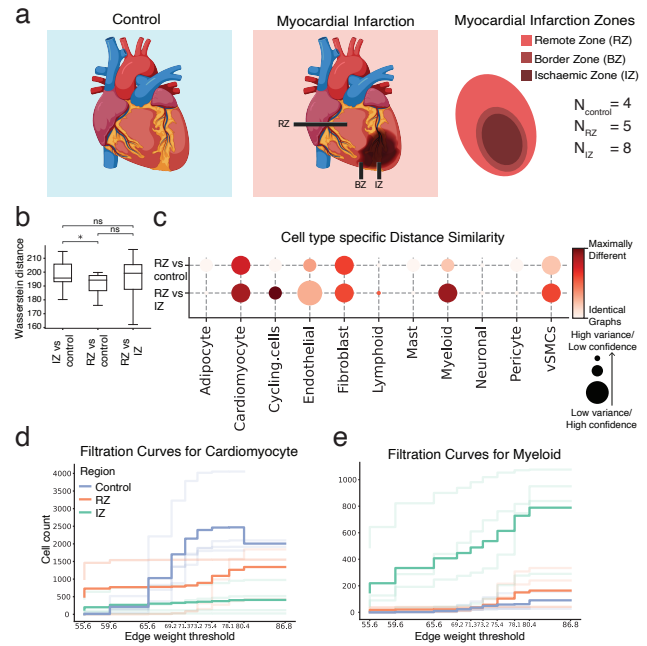 a
Control
Myocardial Infarction
Myocardial Infarction Zones
Remote Zone (RZ)
Border Zone (BZ)
Ischaemic Zone (IZ)
RZ
BZ
IZ
Ncontrol = 4
NRZ = 5
NIZ = 8
b
ns
* ns
Wasserstein distance
210
200
190
180
170
160
IZ vs control
RZ vs control
RZ vs IZ
c
Cell type specific Distance Similarity
RZ vs control
RZ vs IZ
Adipocyte
Cardiomyocyte
Cycling.cells
Endothelial
Fibroblast
Lymphoid
Mast
Myeloid
Neuronal
Pericyte
vSMCs
Maximally Different
Identical Graphs
High variance/
Low confidence
Low variance/
High confidence
d
Filtration Curves for Cardiomyocyte
Region
Control
RZ
IZ
Cell count
4000
3500
3000
2500
2000
1500
1000
500
0
55.6 59.6 65.6 69.2 71.3 73.2 75.4 78.1 80.4 86.8
Edge weight threshold
e
Filtration Curves for Myeloid
1000
800
600
400
200
0
55.6 59.6 65.6 69.2 71.3 73.2 75.4 78.1 80.4 86.8
Edge weight threshold